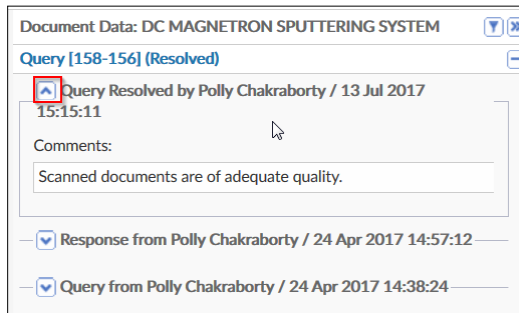 Document Data: DC MAGNETRON SPUTTERING SYSTEM
Query [158-156] (Resolved)
Query Resolved by Polly Chakraborty / 13 Jul 2017
15:15:11
Comments:
Scanned documents are of adequate quality.
Response from Polly Chakraborty / 24 Apr 2017 14:57:12
Query from Polly Chakraborty / 24 Apr 2017 14:38:24